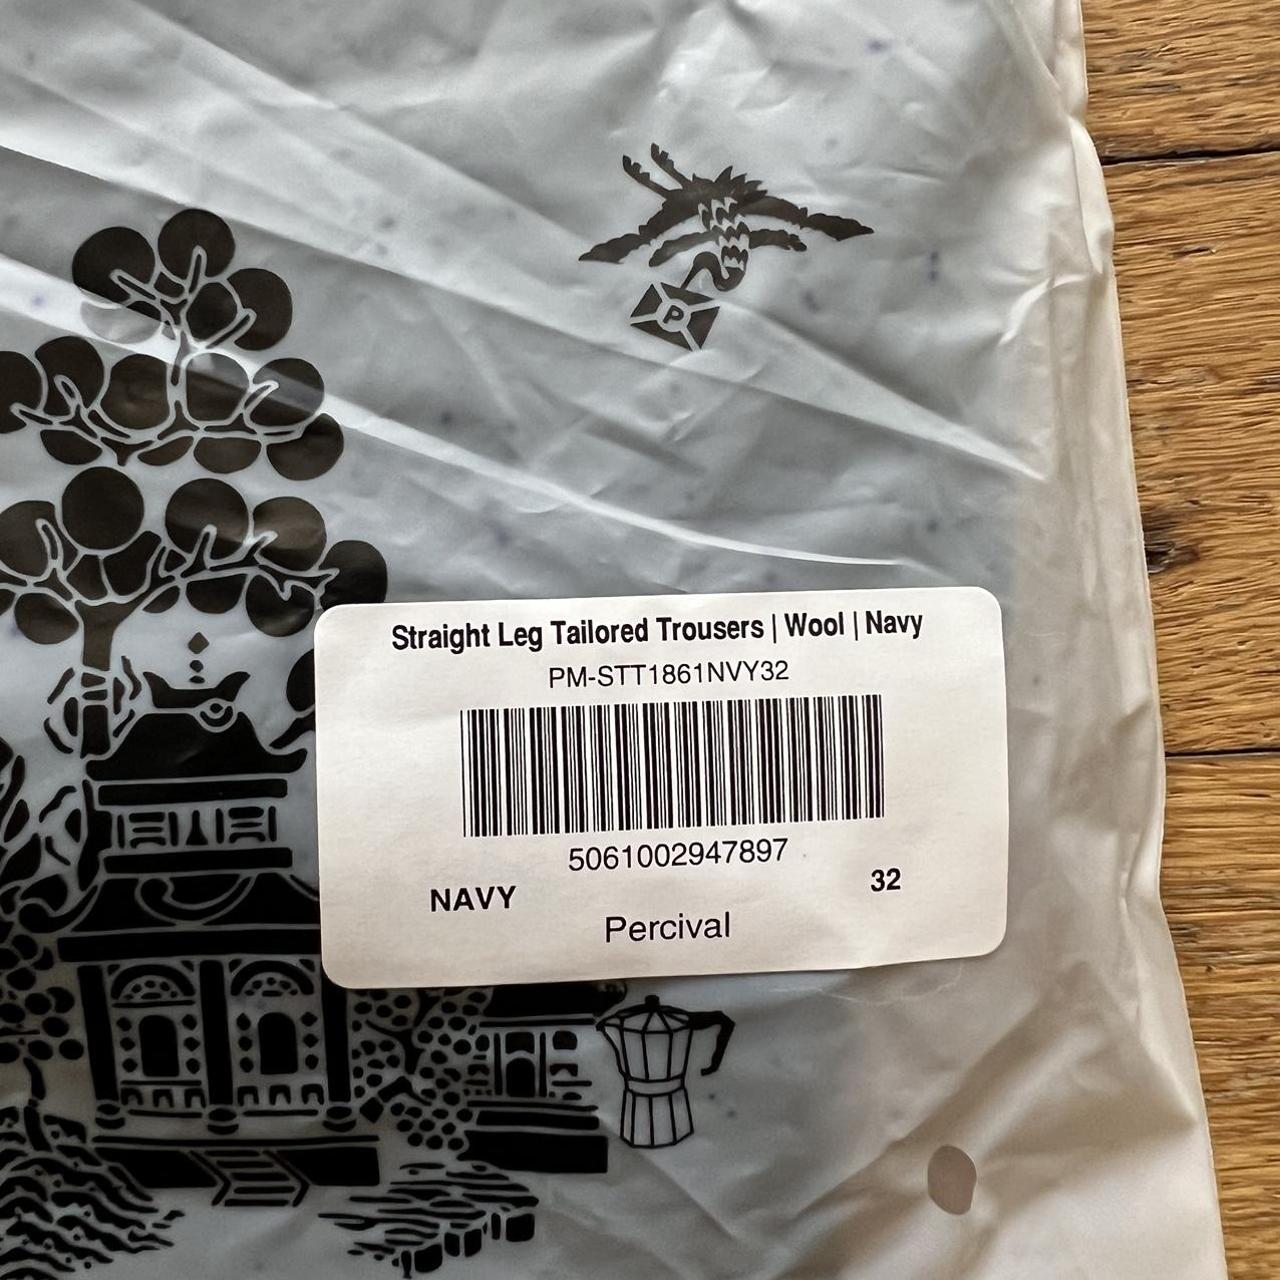 P
Straight Leg Tailored Trousers | Wool | Navy
PM-STT1861NVY32
5061002947897
NAVY 32
Percival